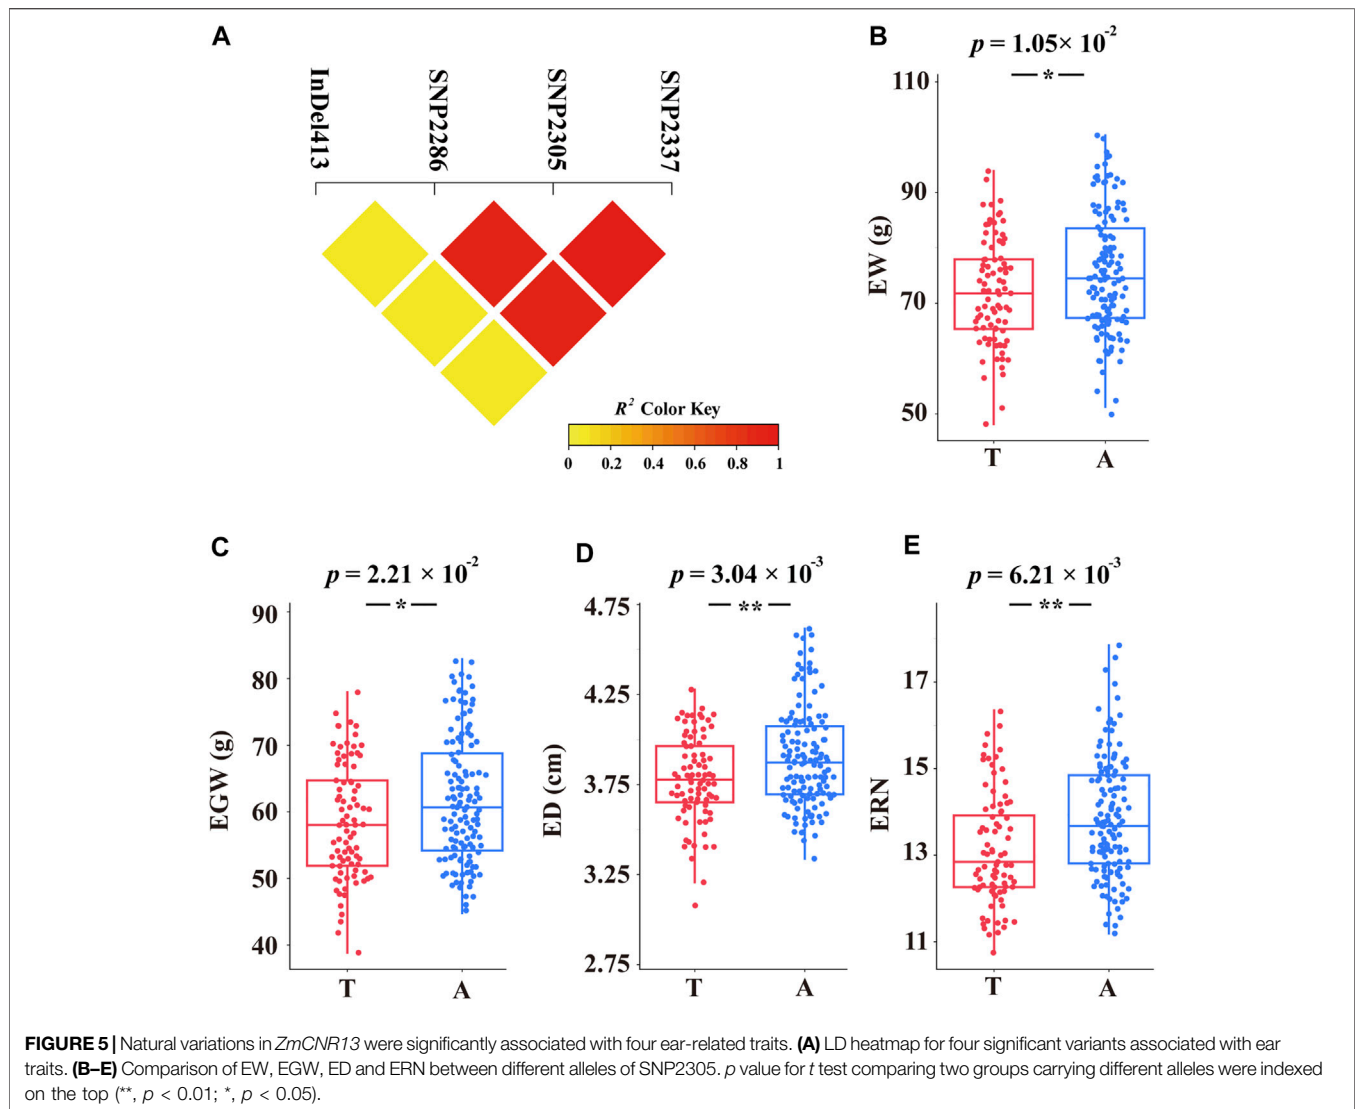 A
InDel413
SNP2286
SNP2305
SNP2337
R² Color Key
0 0.2 0.4 0.6 0.8 1
B
p = 1.05× 10⁻²
*
110
90
70
50
EW (g)
T A
C
p = 2.21 × 10⁻²
*
90
80
70
60
50
40
EGW (g)
T A
D
p = 3.04 × 10⁻³
**
4.75
4.25
3.75
3.25
2.75
ED (cm)
T A
E
p = 6.21 × 10⁻³
**
17
15
13
11
ERN
T A
FIGURE 5 | Natural variations in ZmCNR13 were significantly associated with four ear-related traits. (A) LD heatmap for four significant variants associated with ear
traits. (B–E) Comparison of EW, EGW, ED and ERN between different alleles of SNP2305. p value for t test comparing two groups carrying different alleles were indexed
on the top (**, p < 0.01; *, p < 0.05).